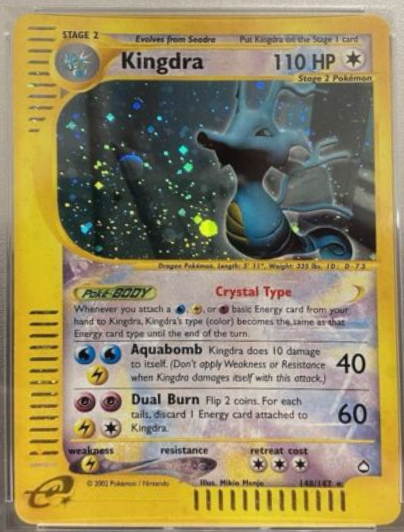 STAGE 2 Evolves from Seadra Put Kingdra on the Stage 1 card
Kingdra 110 HP
Stage 2 Pokémon
Dragon Pokémon. Length: 5' 11", Weight: 335 lbs. ID: D-73
Poké-BODY Crystal Type
Whenever you attach a , , or basic Energy card from your
hand to Kingdra, Kingdra's type (color) becomes the same as that
Energy card type until the end of the turn.
Aquabomb Kingdra does 10 damage
to itself. (Don't apply Weakness or Resistance
when Kingdra damages itself with this attack.)
40
Dual Burn Flip 2 coins. For each
tails, discard 1 Energy card attached to
Kingdra.
60
weakness resistance retreat cost
© 2002 Pokémon / Nintendo Illus. Mikio Menjo 148/147
e